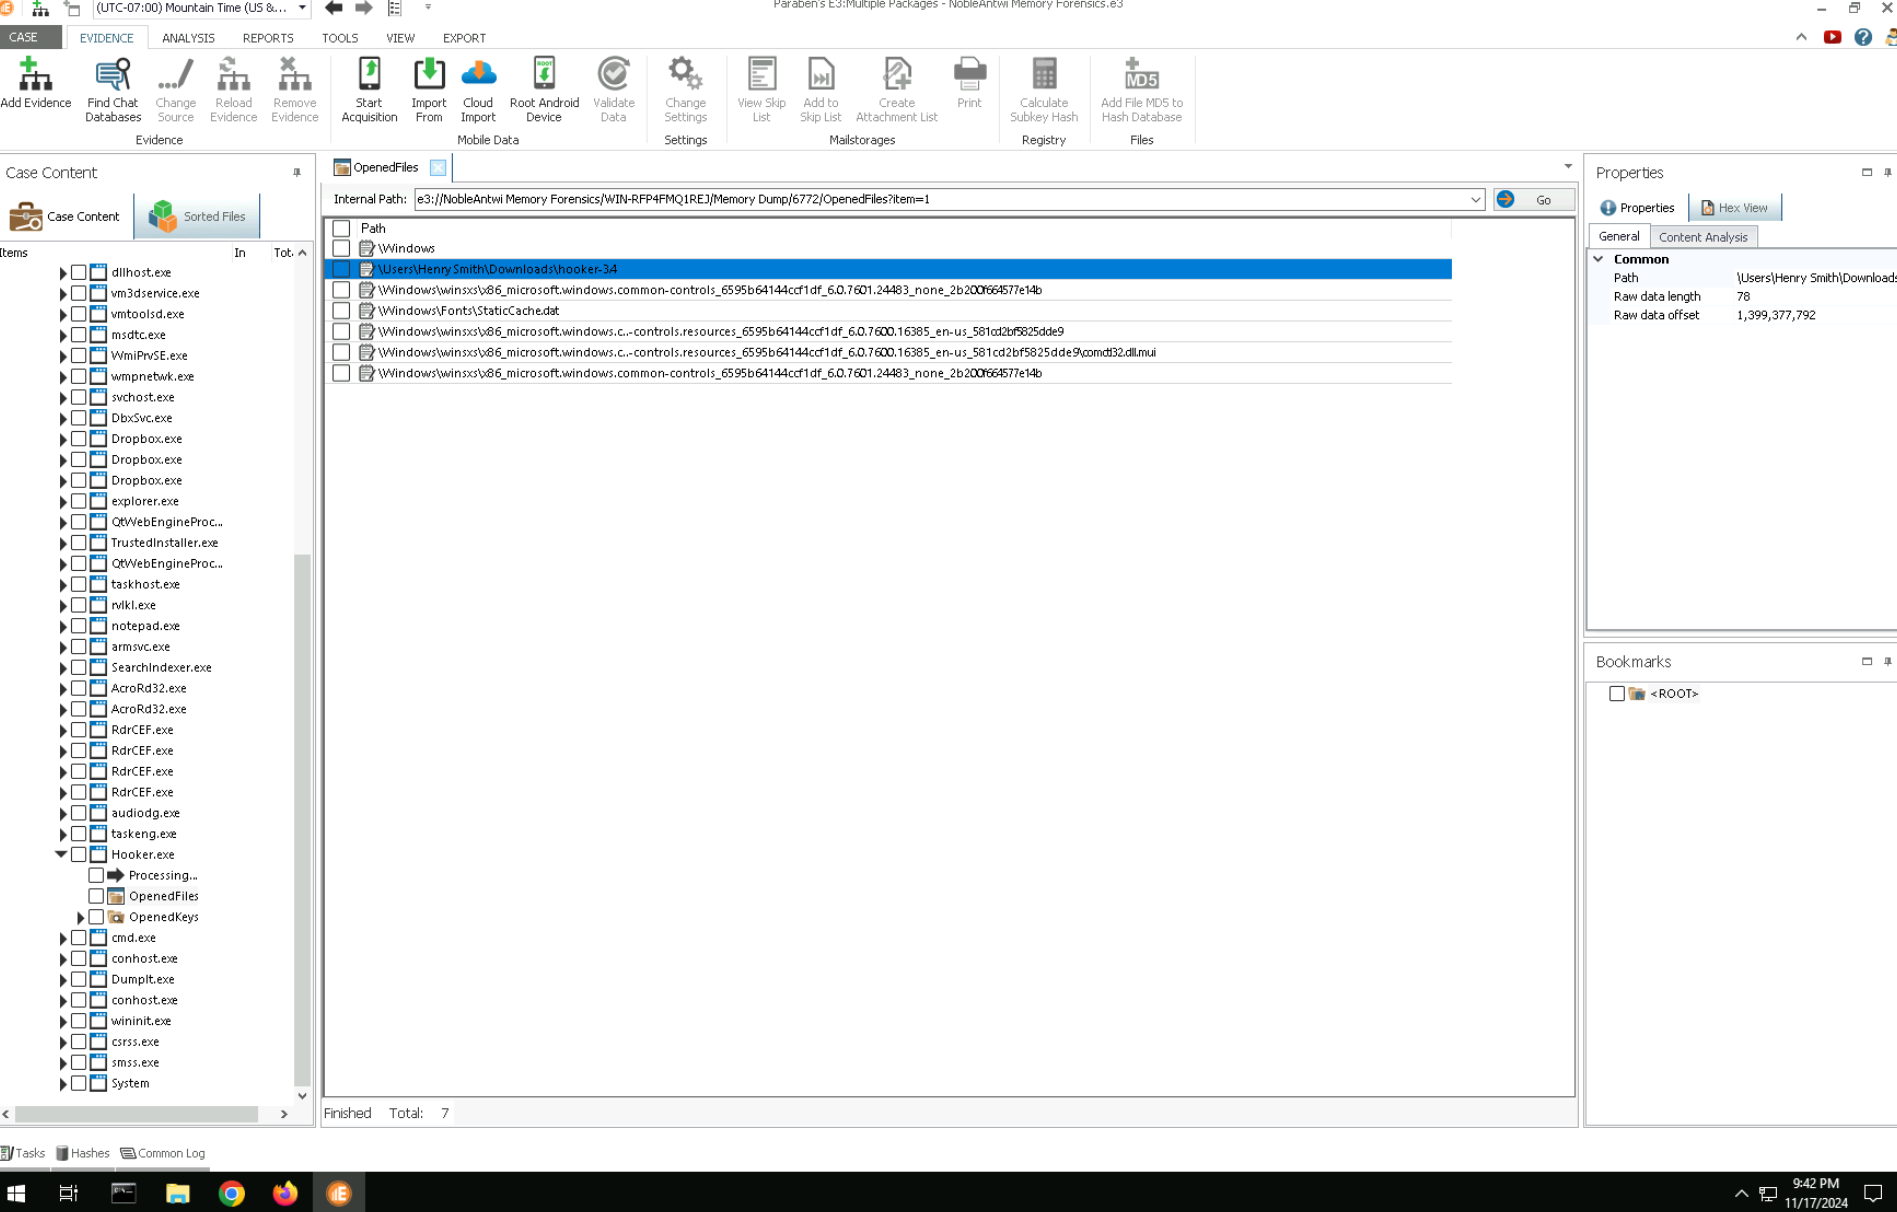 (UTC-07:00) Mountain Time (US &...
Paraben's E3:Multiple Packages - NobleAntwi Memory Forensics.e3
CASE EVIDENCE ANALYSIS REPORTS TOOLS VIEW EXPORT
Add Evidence
Find Chat Databases
Change Source
Reload Evidence
Remove Evidence
Start Acquisition
Import From
Cloud Import
Root Android Device
Validate Data
Change Settings
View Skip List
Add to Skip List
Create Attachment List
Print
Calculate Subkey Hash
Add File MD5 to Hash Database
Evidence Mobile Data Settings Mailstorages Registry Files
Case Content
Case Content Sorted Files
Items In Tot.
dllhost.exe
vm3dservice.exe
vmtoolsd.exe
msdtc.exe
WmiPrvSE.exe
wmpnetwk.exe
svchost.exe
DbxSvc.exe
Dropbox.exe
Dropbox.exe
Dropbox.exe
explorer.exe
QtWebEngineProc...
TrustedInstaller.exe
QtWebEngineProc...
taskhost.exe
rvlkl.exe
notepad.exe
armsvc.exe
SearchIndexer.exe
AcroRd32.exe
AcroRd32.exe
RdrCEF.exe
RdrCEF.exe
RdrCEF.exe
RdrCEF.exe
audiodg.exe
taskeng.exe
Hooker.exe
Processing...
OpenedFiles
OpenedKeys
cmd.exe
conhost.exe
DumpIt.exe
conhost.exe
wininit.exe
csrss.exe
smss.exe
System
OpenedFiles
Internal Path: e3://NobleAntwi Memory Forensics/WIN-RFP4FMQ1REJ/Memory Dump/6772/OpenedFiles?item=1 Go
Path
\Windows
\Users\Henry Smith\Downloads\hooker-3.4
\Windows\winsxs\x86_microsoft.windows.common-controls_6595b64144ccf1df_6.0.7601.24483_none_2b200f664577e14b
\Windows\Fonts\StaticCache.dat
\Windows\winsxs\x86_microsoft.windows.c..-controls.resources_6595b64144ccf1df_6.0.7600.16385_en-us_581cd2bf5825dde9
\Windows\winsxs\x86_microsoft.windows.c..-controls.resources_6595b64144ccf1df_6.0.7600.16385_en-us_581cd2bf5825dde9\comctl32.dll.mui
\Windows\winsxs\x86_microsoft.windows.common-controls_6595b64144ccf1df_6.0.7601.24483_none_2b200f664577e14b
Finished Total: 7
Properties
Properties Hex View
General Content Analysis
Common
Path \Users\Henry Smith\Downloads
Raw data length 78
Raw data offset 1,399,377,792
Bookmarks
<ROOT>
Tasks Hashes Common Log
9:42 PM
11/17/2024